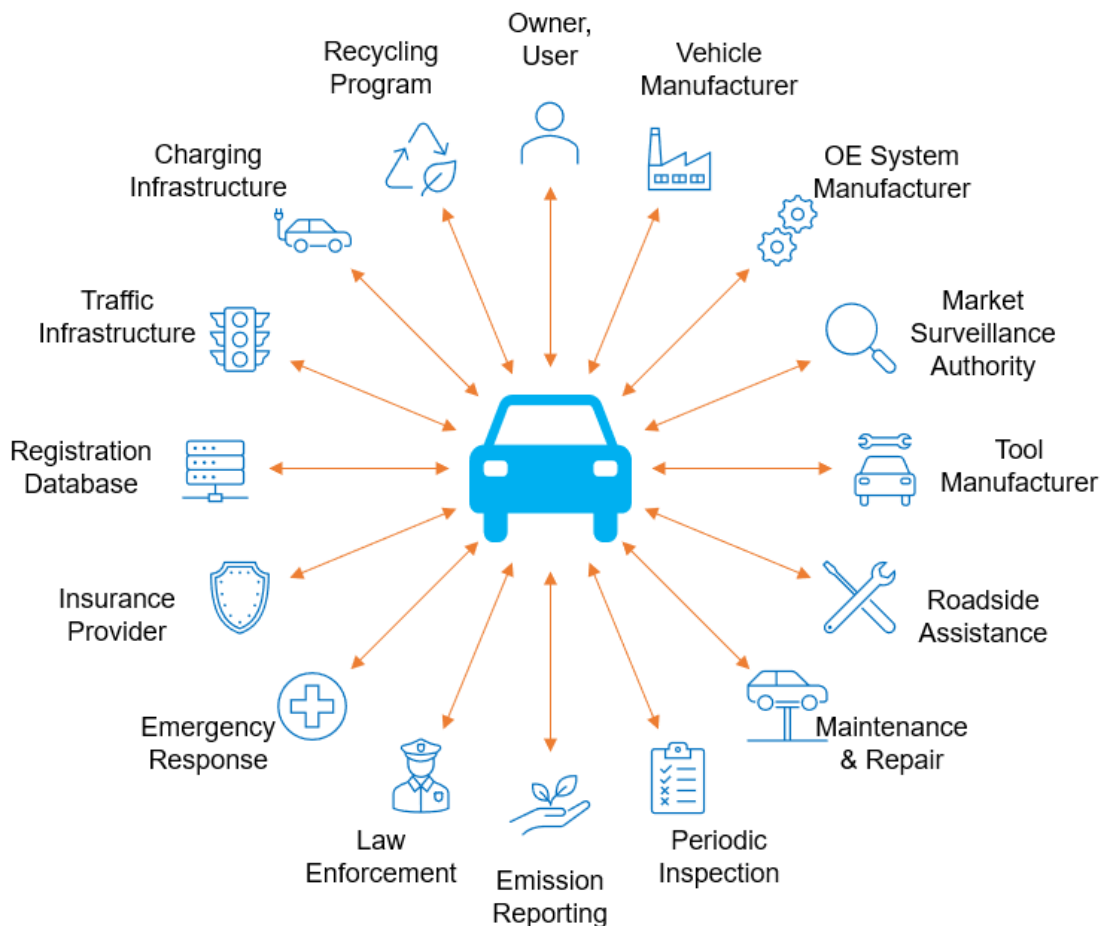 Owner,
User
Vehicle
Manufacturer
OE System
Manufacturer
Market
Surveillance
Authority
Tool
Manufacturer
Roadside
Assistance
Maintenance
& Repair
Periodic
Inspection
Emission
Reporting
Law
Enforcement
Emergency
Response
Insurance
Provider
Registration
Database
Traffic
Infrastructure
Charging
Infrastructure
Recycling
Program